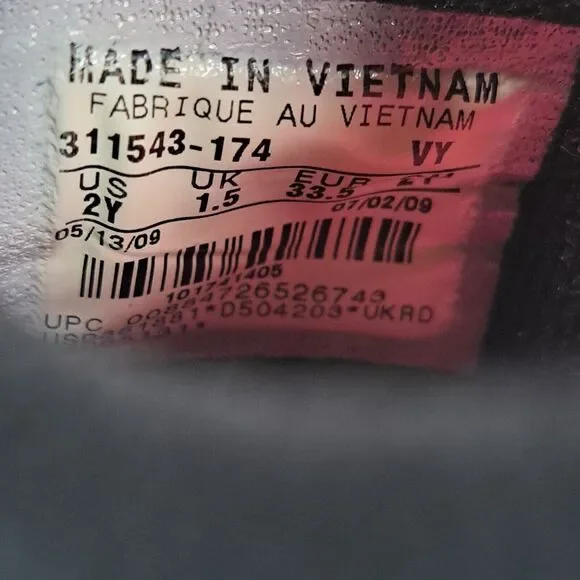 MADE IN VIETNAM
FABRIQUE AU VIETNAM
311543-174 VY
US UK EUR
2Y 1.5 33.5
05/13/09 07/02/09
101741405
UPC
*D504203*UKRD